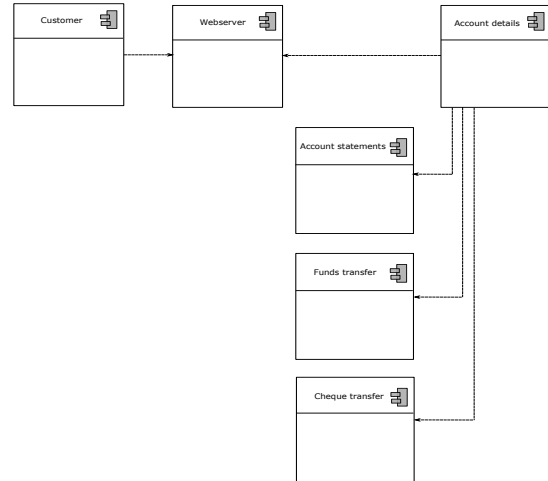 Customer
Webserver
Account details
Account statements
Funds transfer
Cheque transfer